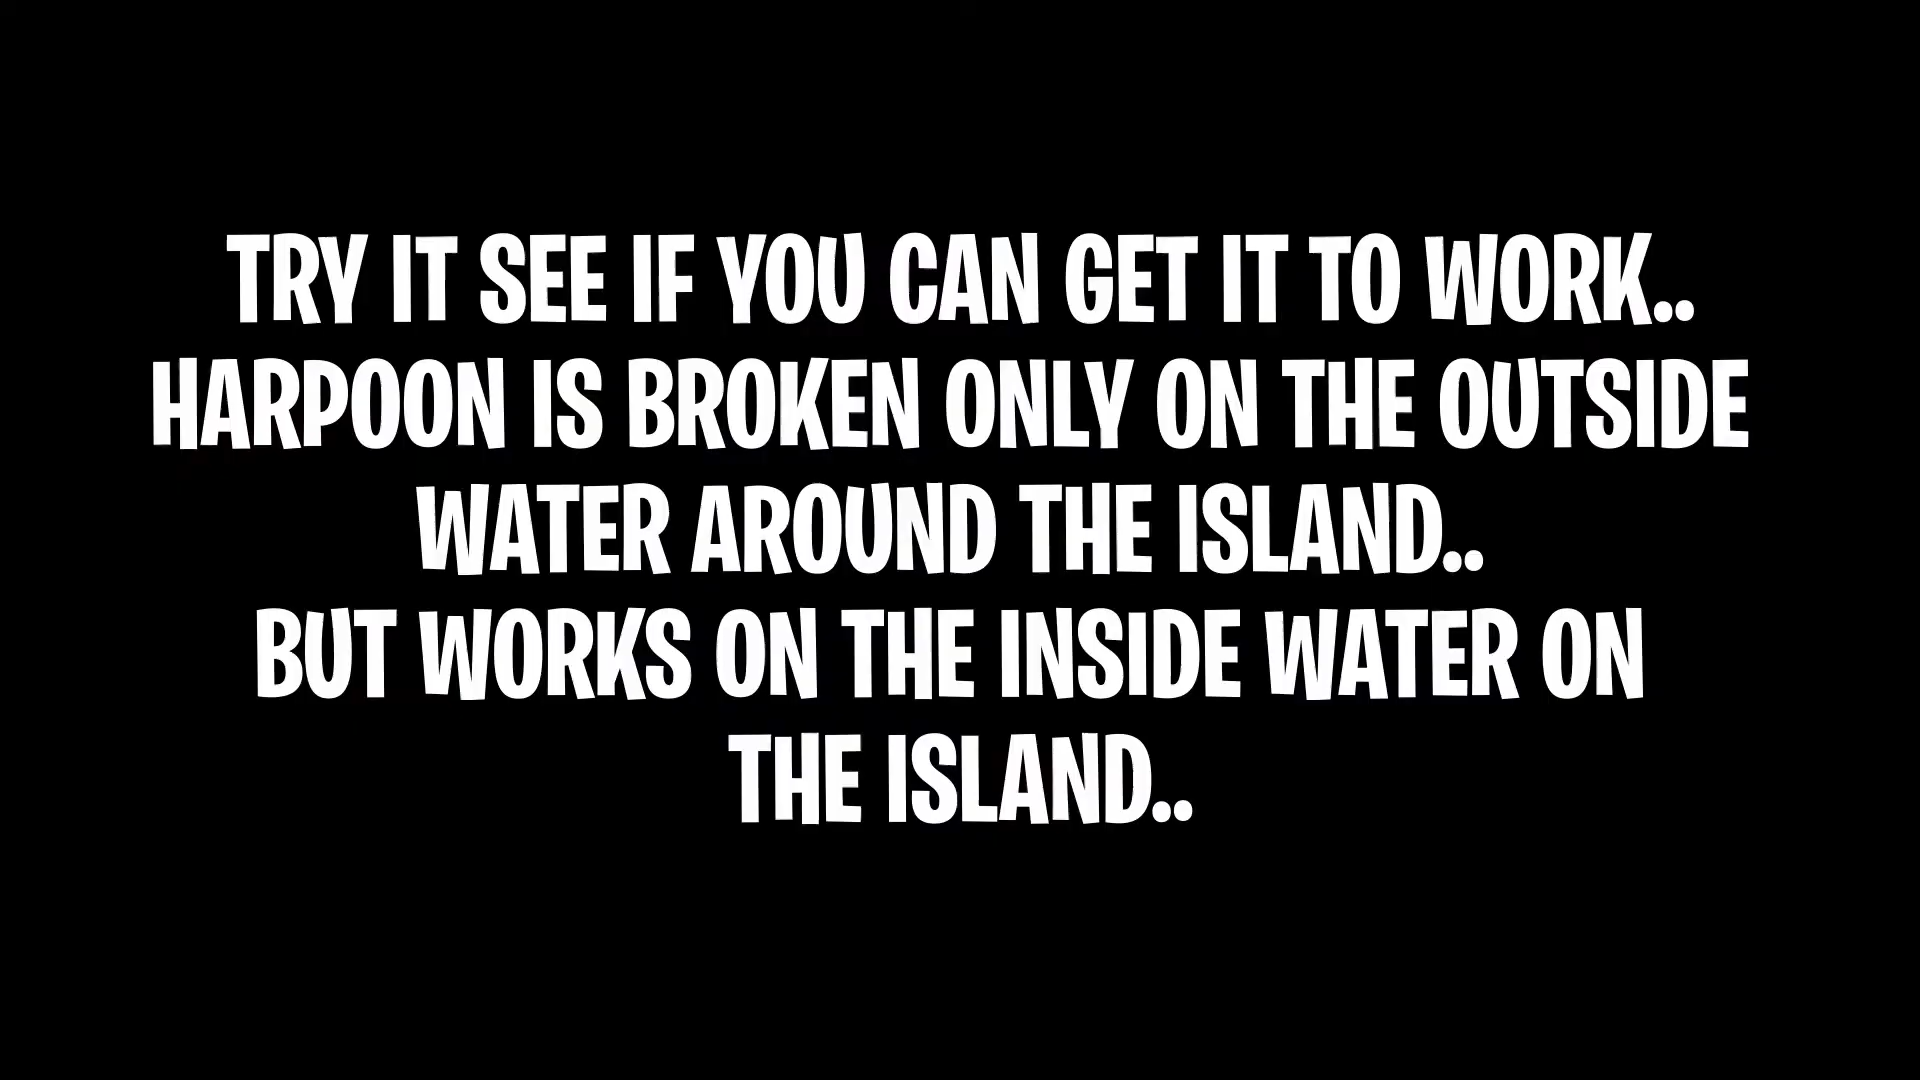 TRY IT SEE IF YOU CAN GET IT TO WORK..
HARPOON IS BROKEN ONLY ON THE OUTSIDE
WATER AROUND THE ISLAND..
BUT WORKS ON THE INSIDE WATER ON
THE ISLAND..